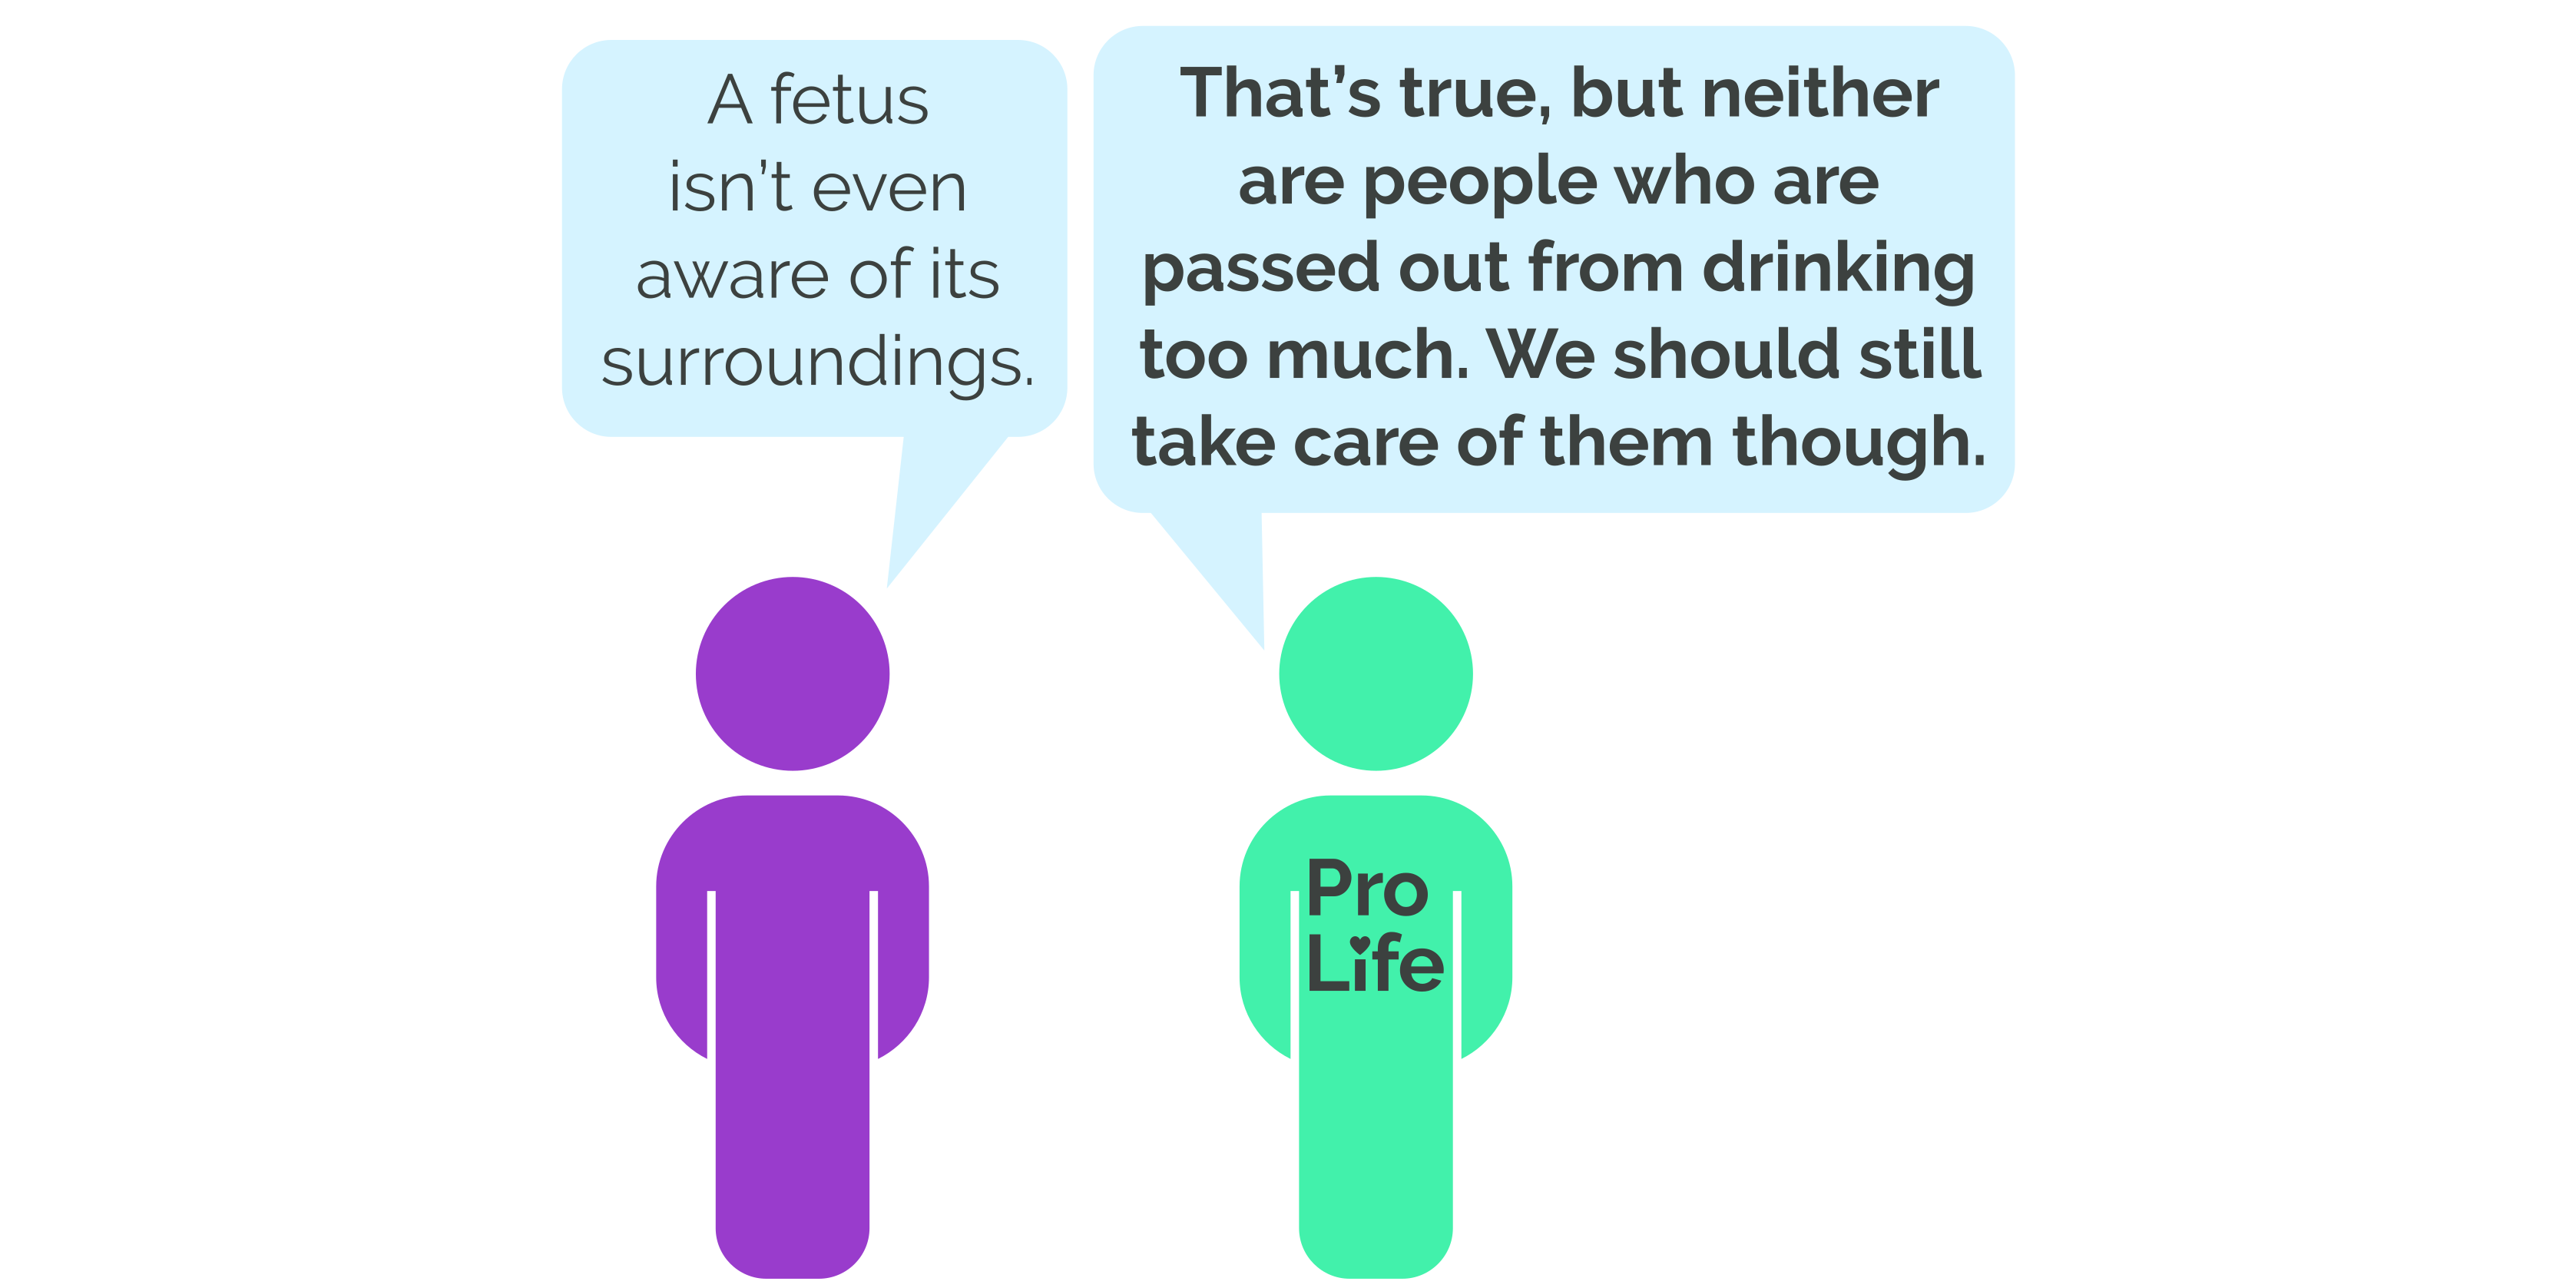 A fetus
isn’t even
aware of its
surroundings.
That’s true, but neither
are people who are
passed out from drinking
too much. We should still
take care of them though.
Pro
Life